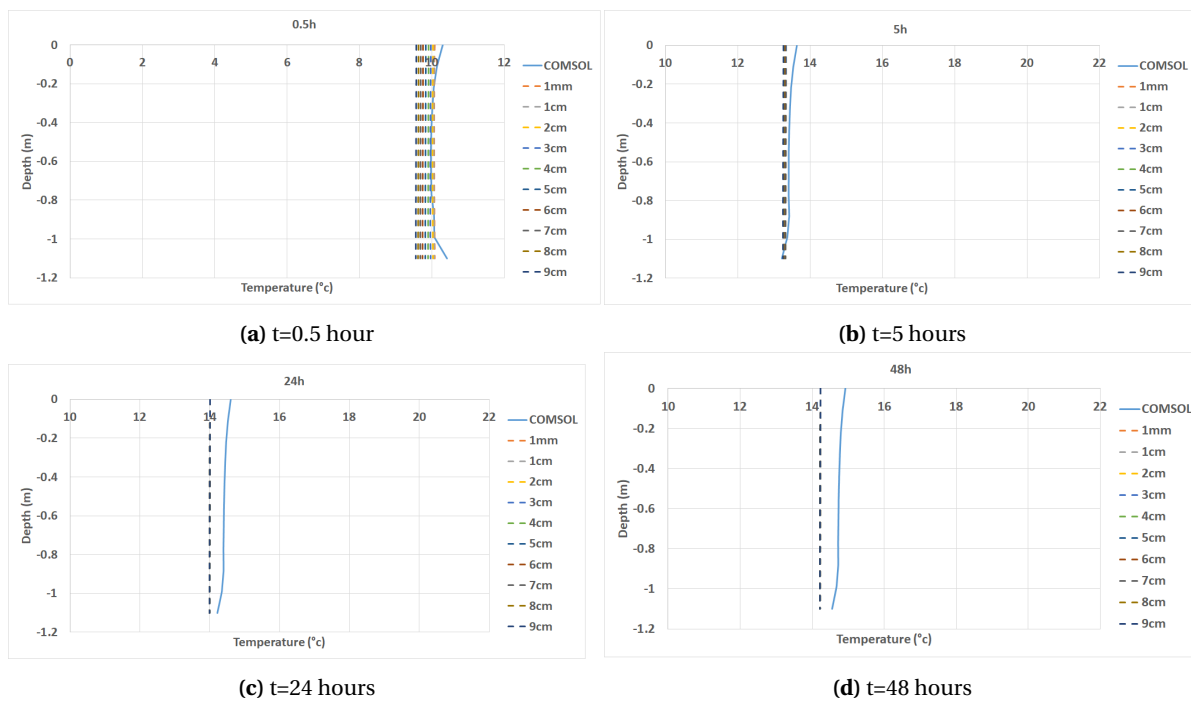 0.5h
0 2 4 6 8 10 12
0
-0.2
-0.4
-0.6
-0.8
-1
-1.2
Depth (m)
Temperature (°c)
COMSOL
1mm
1cm
2cm
3cm
4cm
5cm
6cm
7cm
8cm
9cm
(a) t=0.5 hour
5h
10 12 14 16 18 20 22
0
-0.2
-0.4
-0.6
-0.8
-1
-1.2
Depth (m)
Temperature (°c)
COMSOL
1mm
1cm
2cm
3cm
4cm
5cm
6cm
7cm
8cm
9cm
(b) t=5 hours
24h
10 12 14 16 18 20 22
0
-0.2
-0.4
-0.6
-0.8
-1
-1.2
Depth (m)
Temperature (°c)
COMSOL
1mm
1cm
2cm
3cm
4cm
5cm
6cm
7cm
8cm
9cm
(c) t=24 hours
48h
10 12 14 16 18 20 22
0
-0.2
-0.4
-0.6
-0.8
-1
-1.2
Depth (m)
Temperature (°c)
COMSOL
1mm
1cm
2cm
3cm
4cm
5cm
6cm
7cm
8cm
9cm
(d) t=48 hours